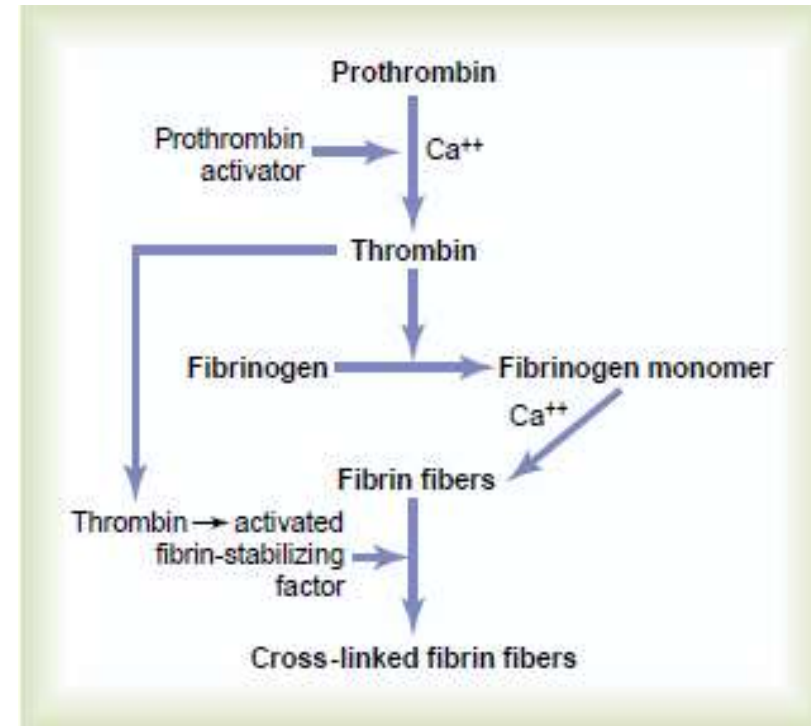 Prothrombin
Prothrombin
activator
Ca⁺⁺
Thrombin
Fibrinogen
Fibrinogen monomer
Ca⁺⁺
Fibrin fibers
Thrombin → activated
fibrin-stabilizing
factor
Cross-linked fibrin fibers